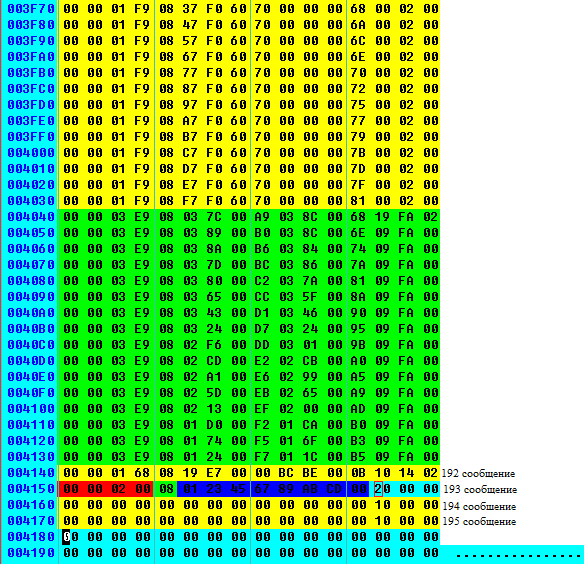 003F70 00 00 01 F9 08 37 F0 60 70 00 00 00 68 00 02 00
003F80 00 00 01 F9 08 47 F0 60 70 00 00 00 6A 00 02 00
003F90 00 00 01 F9 08 57 F0 60 70 00 00 00 6C 00 02 00
003FA0 00 00 01 F9 08 67 F0 60 70 00 00 00 6E 00 02 00
003FB0 00 00 01 F9 08 77 F0 60 70 00 00 00 70 00 02 00
003FC0 00 00 01 F9 08 87 F0 60 70 00 00 00 72 00 02 00
003FD0 00 00 01 F9 08 97 F0 60 70 00 00 00 75 00 02 00
003FE0 00 00 01 F9 08 A7 F0 60 70 00 00 00 77 00 02 00
003FF0 00 00 01 F9 08 B7 F0 60 70 00 00 00 79 00 02 00
004000 00 00 01 F9 08 C7 F0 60 70 00 00 00 7B 00 02 00
004010 00 00 01 F9 08 D7 F0 60 70 00 00 00 7D 00 02 00
004020 00 00 01 F9 08 E7 F0 60 70 00 00 00 7F 00 02 00
004030 00 00 01 F9 08 F7 F0 60 70 00 00 00 81 00 02 00
004040 00 00 03 E9 08 03 7C 00 A9 03 8C 00 68 19 FA 02
004050 00 00 03 E9 08 03 89 00 B0 03 8C 00 6E 09 FA 00
004060 00 00 03 E9 08 03 8A 00 B6 03 84 00 74 09 FA 00
004070 00 00 03 E9 08 03 7D 00 BC 03 86 00 7A 09 FA 00
004080 00 00 03 E9 08 03 80 00 C2 03 7A 00 81 09 FA 00
004090 00 00 03 E9 08 03 65 00 CC 03 5F 00 8A 09 FA 00
0040A0 00 00 03 E9 08 03 43 00 D1 03 46 00 90 09 FA 00
0040B0 00 00 03 E9 08 03 24 00 D7 03 24 00 95 09 FA 00
0040C0 00 00 03 E9 08 02 F6 00 DD 03 01 00 9B 09 FA 00
0040D0 00 00 03 E9 08 02 CD 00 E2 02 CB 00 A0 09 FA 00
0040E0 00 00 03 E9 08 02 A1 00 E6 02 99 00 A5 09 FA 00
0040F0 00 00 03 E9 08 02 5D 00 EB 02 65 00 A9 09 FA 00
004100 00 00 03 E9 08 02 13 00 EF 02 00 00 AD 09 FA 00
004110 00 00 03 E9 08 01 D0 00 F2 01 CA 00 B0 09 FA 00
004120 00 00 03 E9 08 01 74 00 F5 01 6F 00 B3 09 FA 00
004130 00 00 03 E9 08 01 24 00 F7 01 1C 00 B5 09 FA 00
004140 00 00 01 68 08 19 E7 00 00 BC BE 00 0B 10 14 02 192 сообщение
004150 00 00 02 00 08 01 23 45 67 89 AB CD 00 20 00 00 193 сообщение
004160 00 00 00 00 00 00 00 00 00 00 00 00 00 10 00 00 194 сообщение
004170 00 00 00 00 00 00 00 00 00 00 00 00 00 10 00 00 195 сообщение
004180 00 00 00 00 00 00 00 00 00 00 00 00 00 00 00 00
004190 00 00 00 00 00 00 00 00 00 00 00 00 00 00 00 00 ................